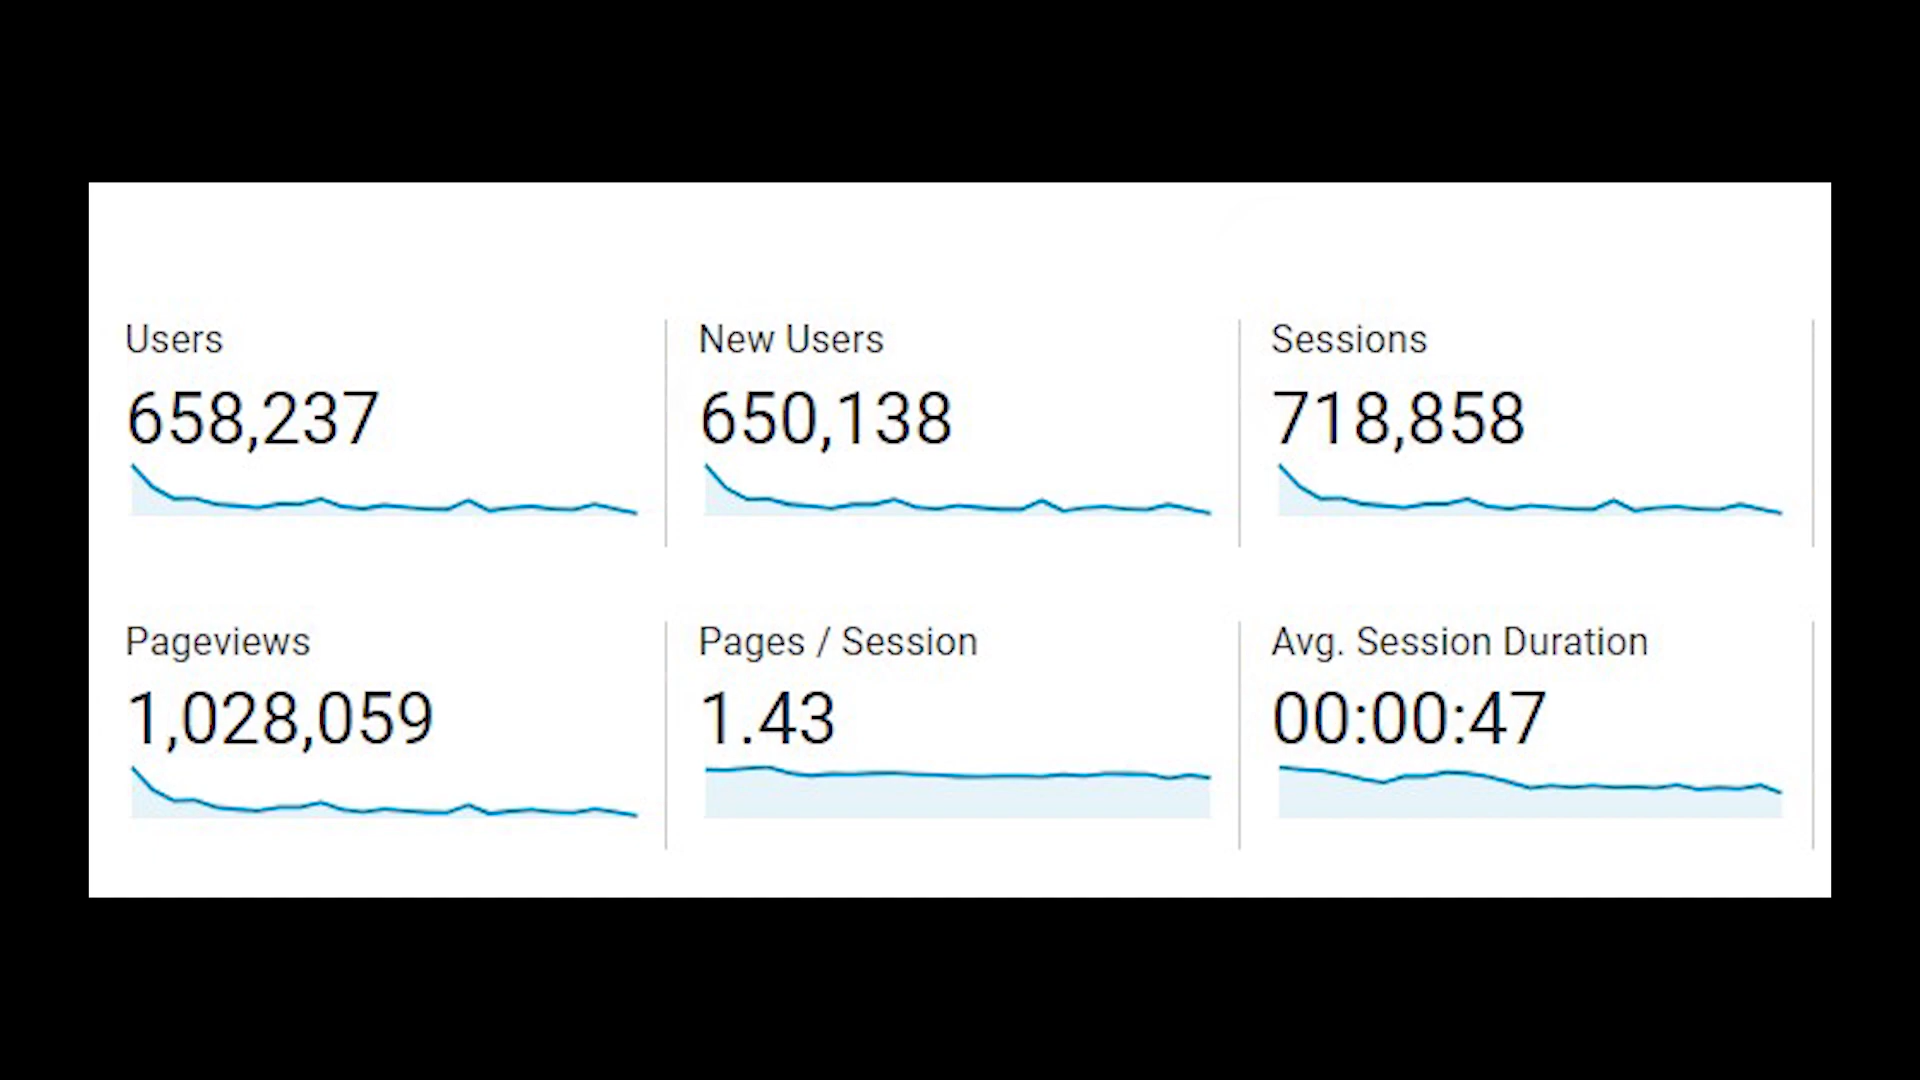 Users
658,237
New Users
650,138
Sessions
718,858
Pageviews
1,028,059
Pages / Session
1.43
Avg. Session Duration
00:00:47